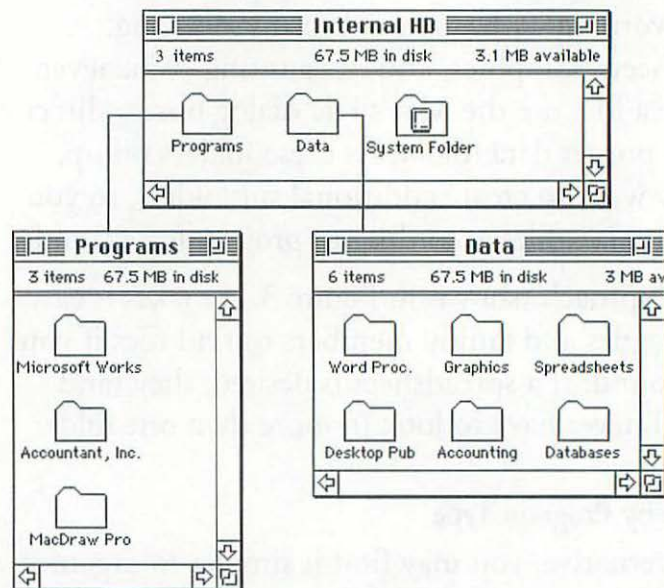 Internal HD
3 items 67.5 MB in disk 3.1 MB available
Programs Data System Folder
Programs
3 items 67.5 MB in disk
Microsoft Works
Accountant, Inc.
MacDraw Pro
Data
6 items 67.5 MB in disk 3 MB av
Word Proc. Graphics Spreadsheets
Desktop Pub Accounting Databases